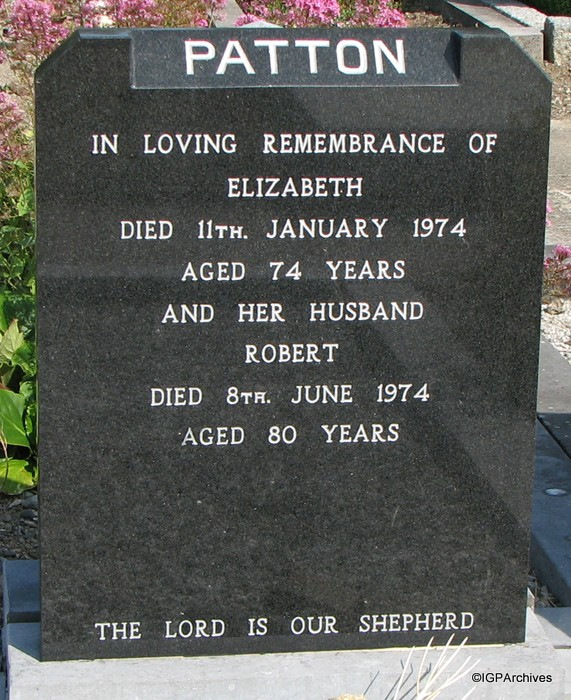 PATTON
IN LOVING REMEMBRANCE OF
ELIZABETH
DIED 11TH. JANUARY 1974
AGED 74 YEARS
AND HER HUSBAND
ROBERT
DIED 8TH. JUNE 1974
AGED 80 YEARS
THE LORD IS OUR SHEPHERD
©IGPArchives